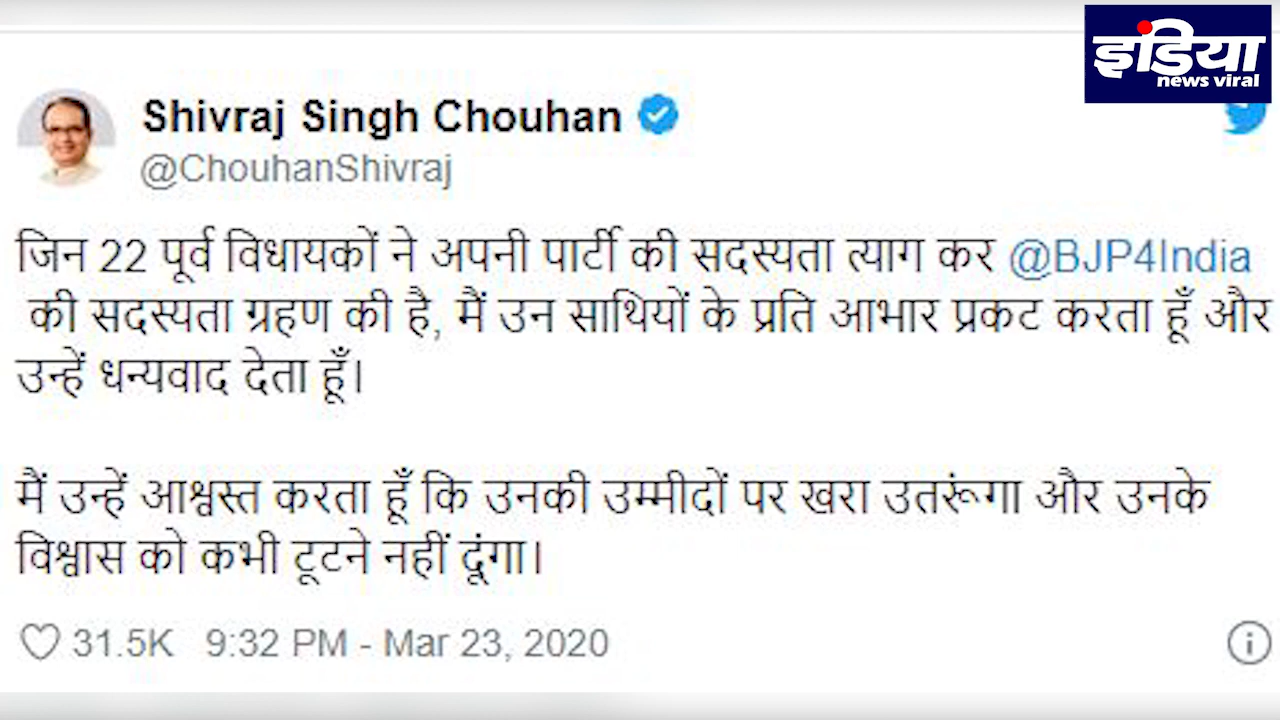 इंडिया
news viral
Shivraj Singh Chouhan
@ChouhanShivraj
जिन 22 पूर्व विधायकों ने अपनी पार्टी की सदस्यता त्याग कर @BJP4India
की सदस्यता ग्रहण की है, मैं उन साथियों के प्रति आभार प्रकट करता हूँ और
उन्हें धन्यवाद देता हूँ।
मैं उन्हें आश्वस्त करता हूँ कि उनकी उम्मीदों पर खरा उतरूंगा और उनके
विश्वास को कभी टूटने नहीं दूंगा।
31.5K 9:32 PM - Mar 23, 2020